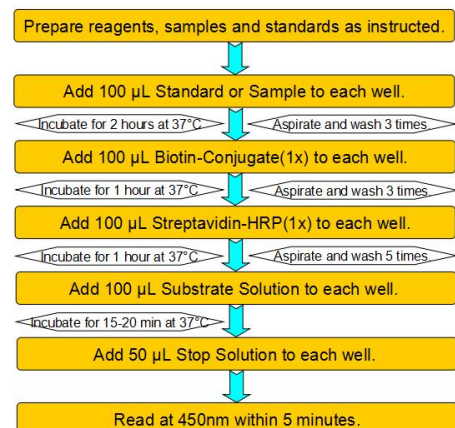 Prepare reagents, samples and standards as instructed.
Add 100 µL Standard or Sample to each well.
Incubate for 2 hours at 37°C
Aspirate and wash 3 times.
Add 100 µL Biotin-Conjugate(1x) to each well.
Incubate for 1 hour at 37°C
Aspirate and wash 3 times.
Add 100 µL Streptavidin-HRP(1x) to each well.
Incubate for 1 hour at 37°C
Aspirate and wash 5 times.
Add 100 µL Substrate Solution to each well.
Incubate for 15-20 min at 37°C
Add 50 µL Stop Solution to each well.
Read at 450nm within 5 minutes.